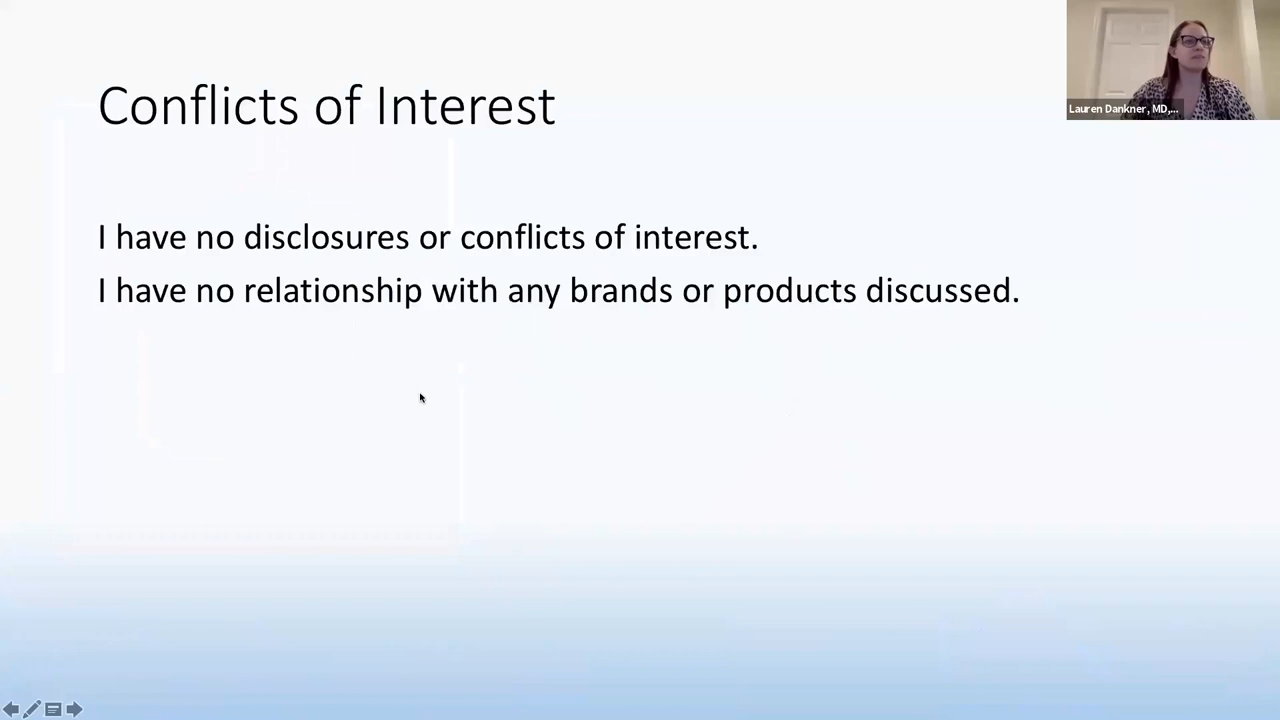 Conflicts of Interest
Lauren Dankner, MD,...
I have no disclosures or conflicts of interest.
I have no relationship with any brands or products discussed.